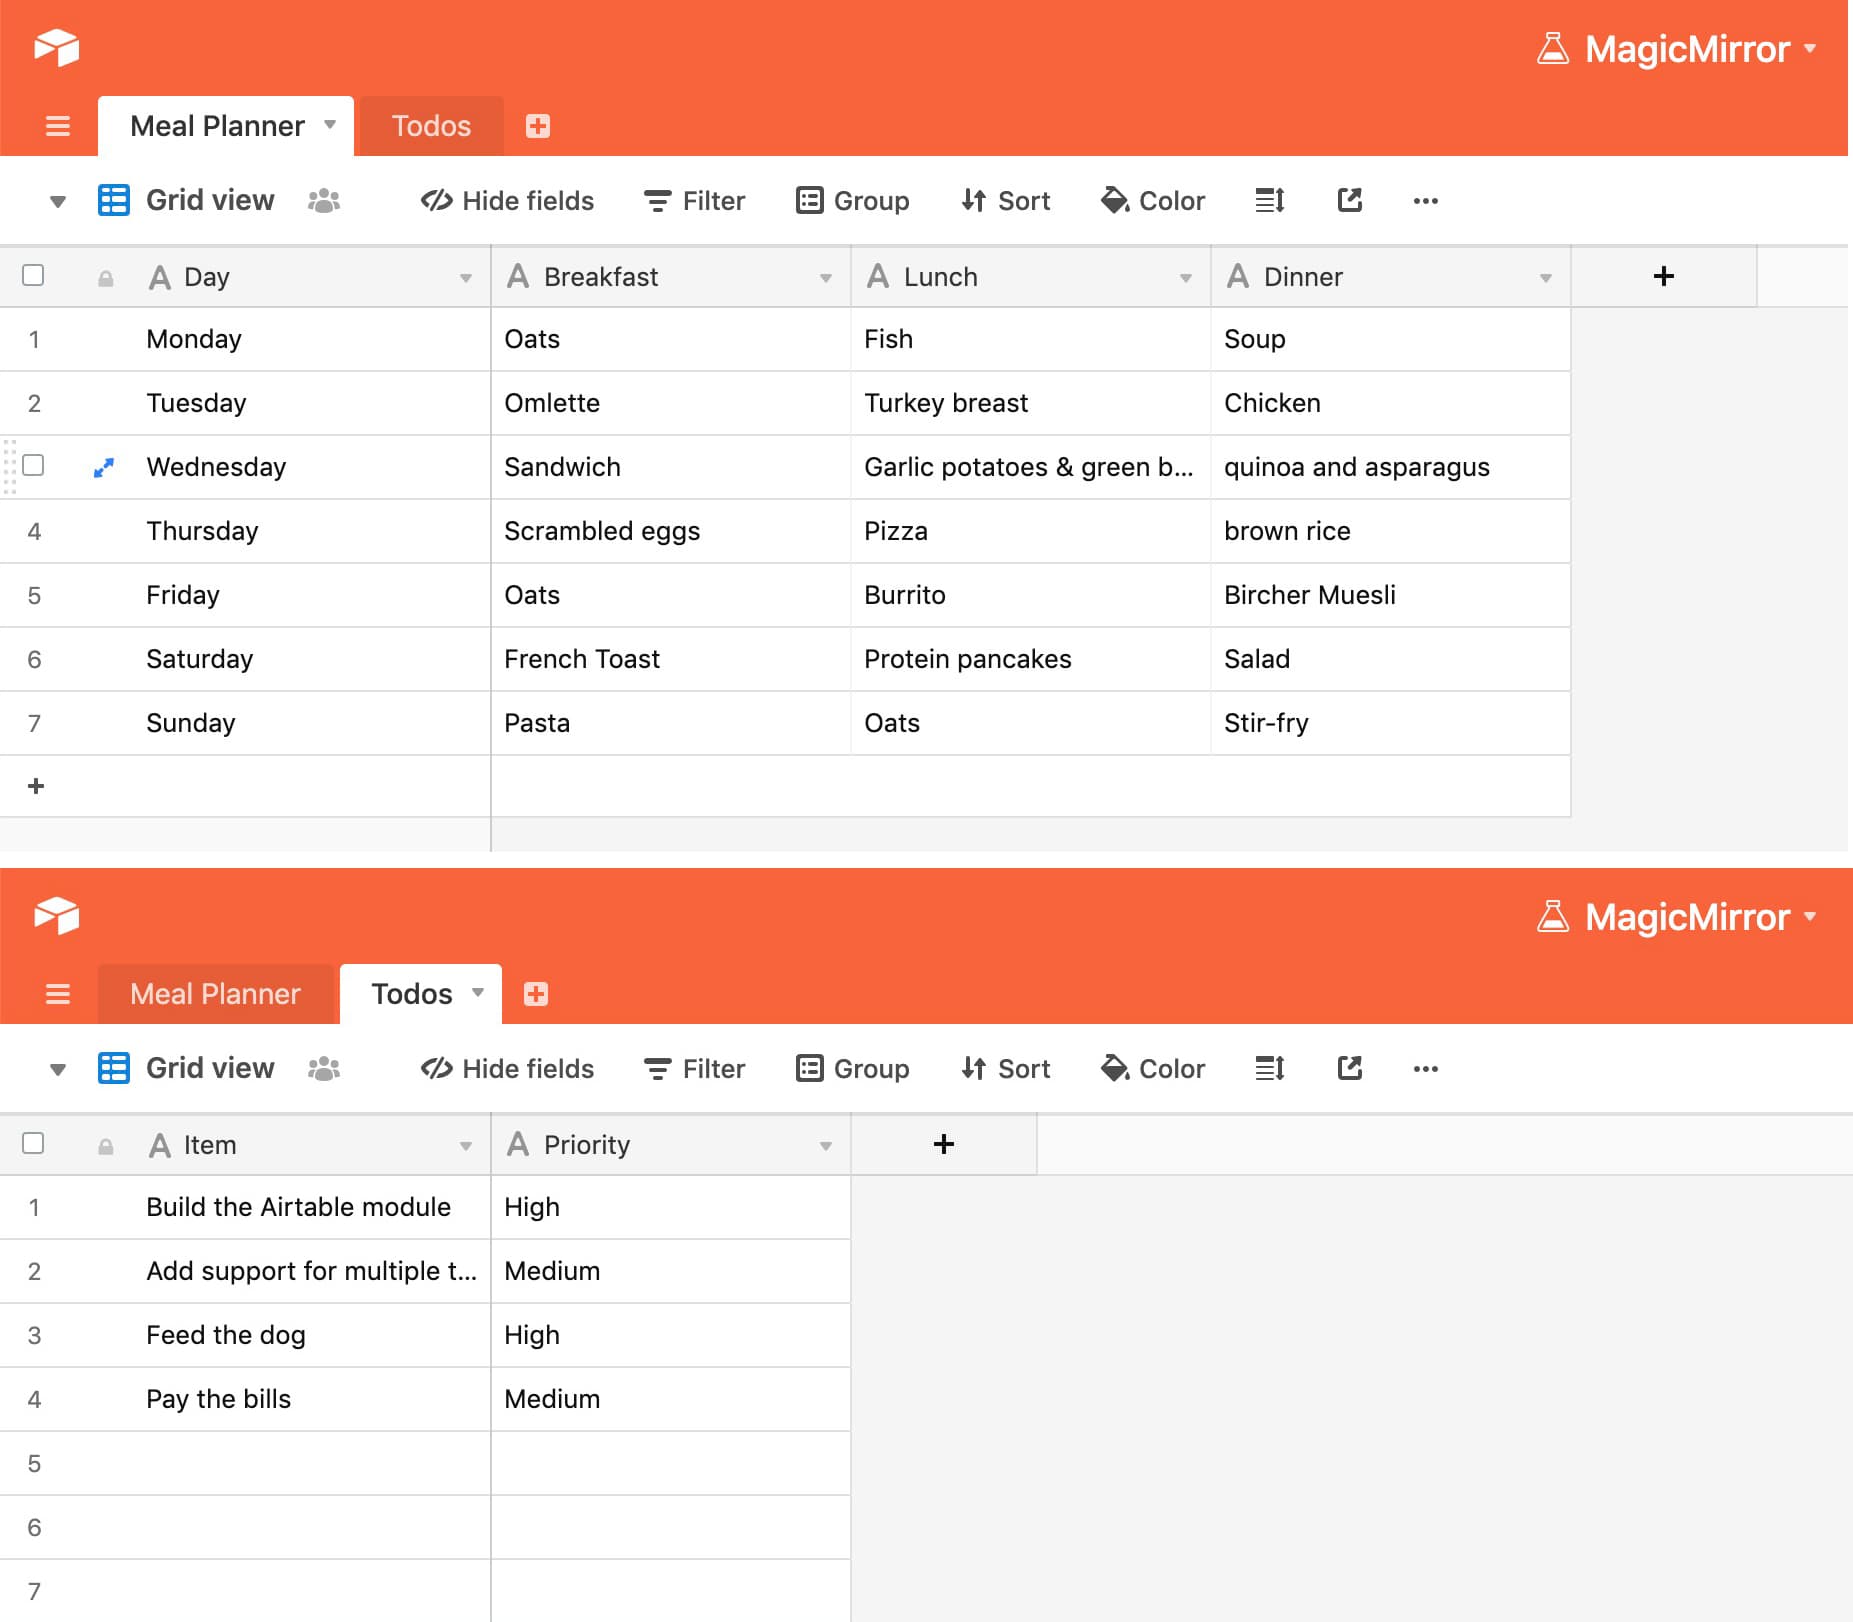 MagicMirror
Meal Planner Todos
Grid view Hide fields Filter Group Sort Color
Day Breakfast Lunch Dinner
1 Monday Oats Fish Soup
2 Tuesday Omlette Turkey breast Chicken
Wednesday Sandwich Garlic potatoes & green b... quinoa and asparagus
4 Thursday Scrambled eggs Pizza brown rice
5 Friday Oats Burrito Bircher Muesli
6 Saturday French Toast Protein pancakes Salad
7 Sunday Pasta Oats Stir-fry
MagicMirror
Meal Planner Todos
Grid view Hide fields Filter Group Sort Color
Item Priority
1 Build the Airtable module High
2 Add support for multiple t... Medium
3 Feed the dog High
4 Pay the bills Medium
5
6
7